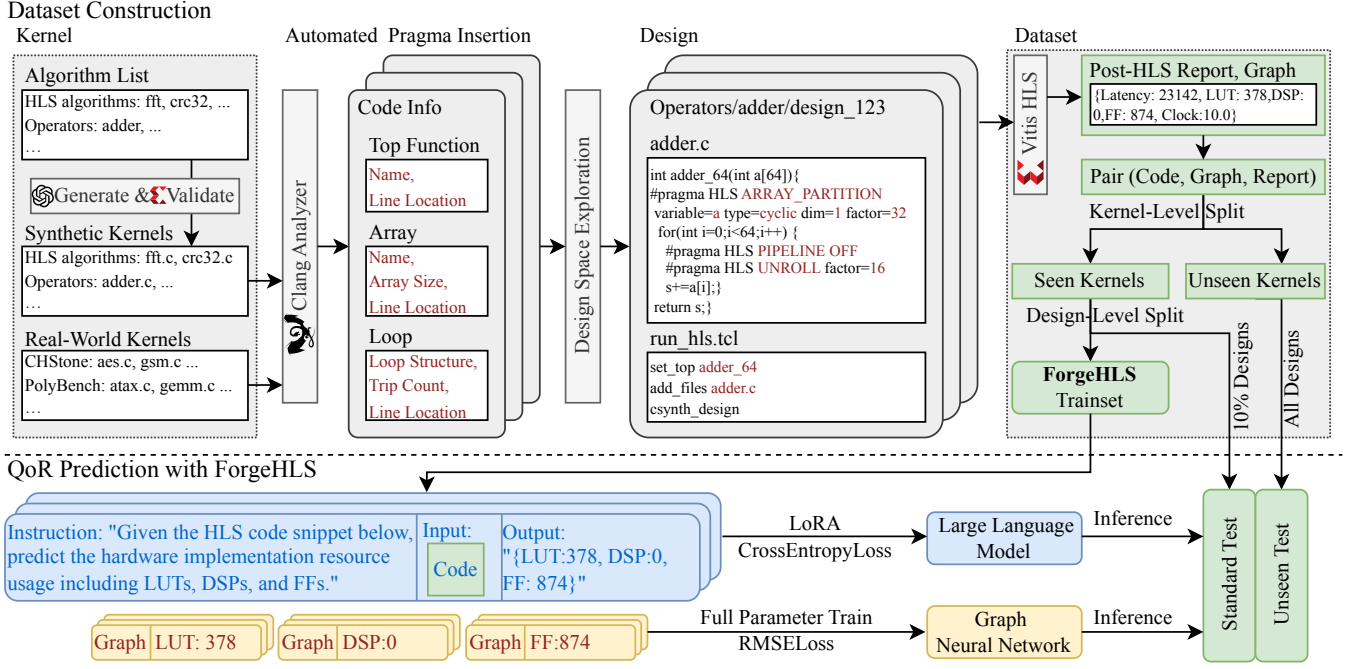 Dataset Construction
Kernel
Algorithm List
HLS algorithms: fft, crc32, ...
Operators: adder, ...
...
Generate & Validate
Synthetic Kernels
HLS algorithms: fft.c, crc32.c
Operators: adder.c, ...
...
Real-World Kernels
CHStone: aes.c, gsm.c ...
PolyBench: atax.c, gemm.c ...
...
Automated Pragma Insertion
Clang Analyzer
Code Info
Top Function
Name,
Line Location
Array
Name,
Array Size,
Line Location
Loop
Loop Structure,
Trip Count,
Line Location
Design Space Exploration
Design
Operators/adder/design_123
adder.c
int adder_64(int a[64]){
#pragma HLS ARRAY_PARTITION
variable=a type=cyclic dim=1 factor=32
for(int i=0;i<64;i++) {
#pragma HLS PIPELINE OFF
#pragma HLS UNROLL factor=16
s+=a[i];}
return s;}
run_hls.tcl
set_top adder_64
add_files adder.c
csynth_design
Dataset
Vitis HLS
Post-HLS Report, Graph
{Latency: 23142, LUT: 378,DSP:
0,FF: 874, Clock:10.0}
Pair (Code, Graph, Report)
Kernel-Level Split
Seen Kernels
Unseen Kernels
Design-Level Split
ForgeHLS
Trainset
10% Designs
All Designs
QoR Prediction with ForgeHLS
Instruction: "Given the HLS code snippet below,
predict the hardware implementation resource
usage including LUTs, DSPs, and FFs."
Input:
Code
Output:
"{LUT:378, DSP:0,
FF: 874}"
LoRA
CrossEntropyLoss
Large Language
Model
Inference
Graph LUT: 378
Graph DSP:0
Graph FF:874
Full Parameter Train
RMSELoss
Graph
Neural Network
Inference
Standard Test
Unseen Test